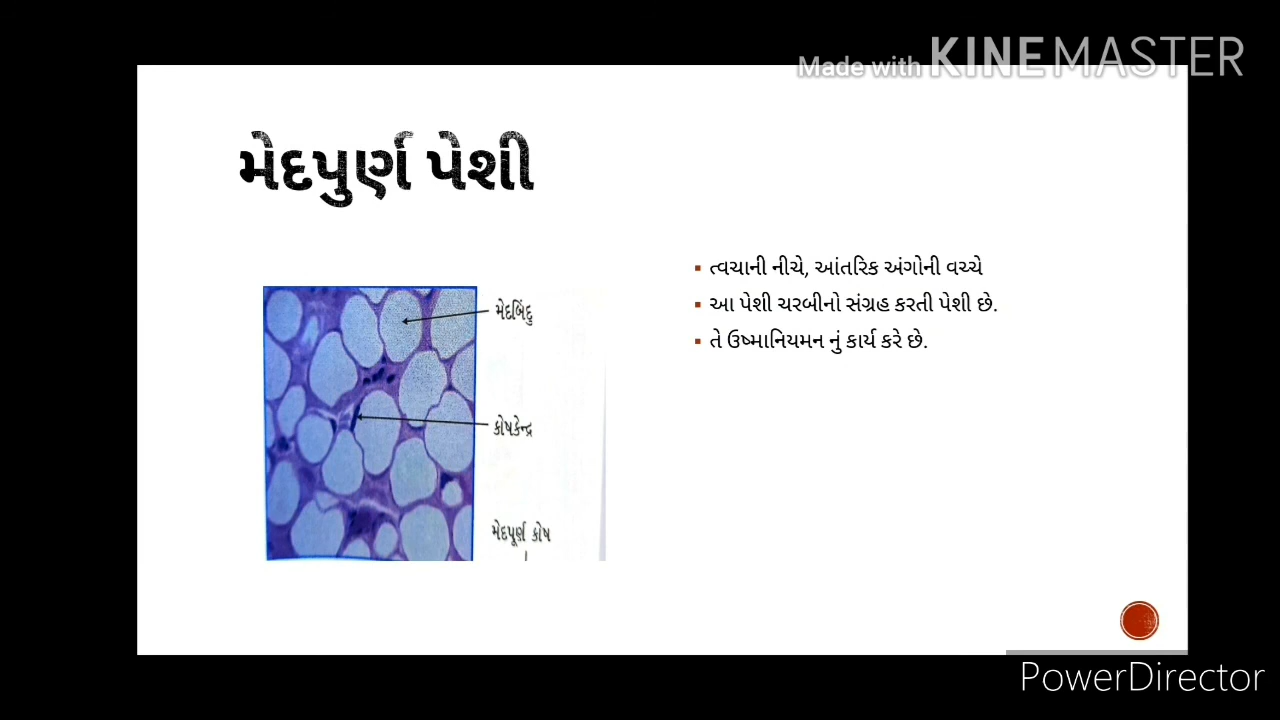 Made with KINEMASTER
મેદપુર્ણ પેશી
મેદબિંદુ
કોષકેન્દ્ર
મેદપૂર્ણ કોષ
▪ ત્વચાની નીચે, આંતરિક અંગોની વચ્ચે
▪ આ પેશી ચરબીનો સંગ્રહ કરતી પેશી છે.
▪ તે ઉષ્માનિયમન નું કાર્ય કરે છે.
PowerDirector